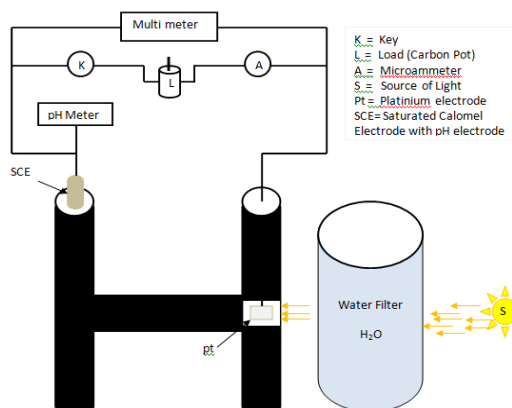 Multi meter
K
L
A
pH Meter
SCE
pt
Water Filter
H₂O
S
K = Key
L = Load (Carbon Pot)
A = Microammeter
S = Source of Light
Pt = Platinium electrode
SCE= Saturated Calomel
Electrode with pH electrode